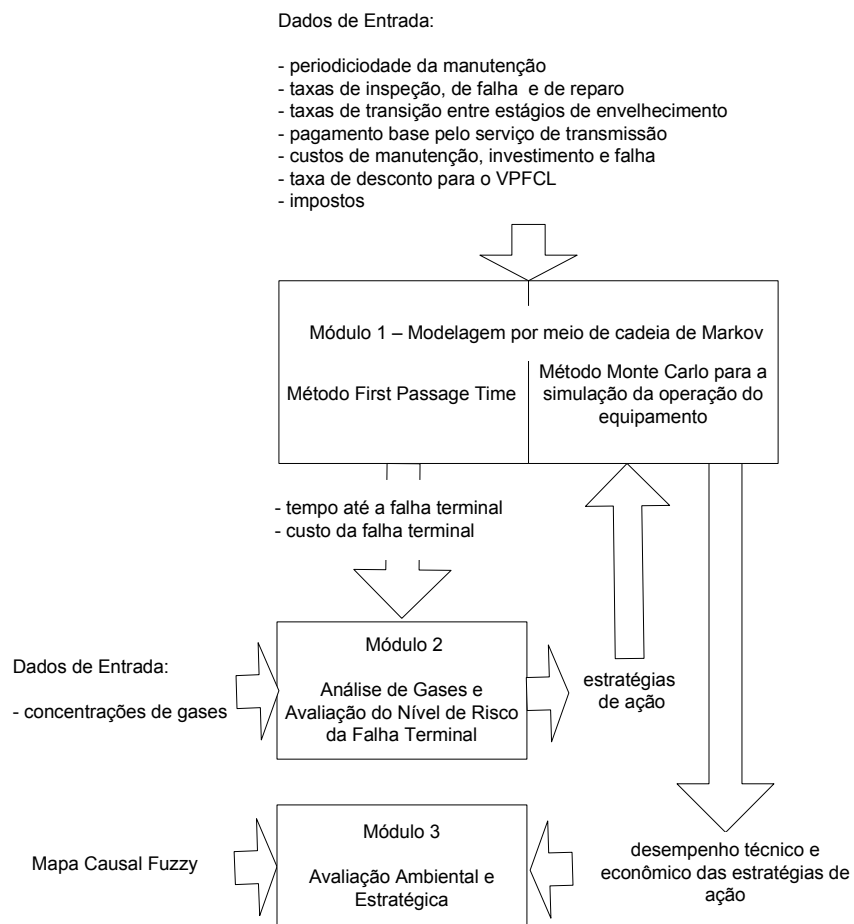 Dados de Entrada:
- periodiciodade da manutenção
- taxas de inspeção, de falha e de reparo
- taxas de transição entre estágios de envelhecimento
- pagamento base pelo serviço de transmissão
- custos de manutenção, investimento e falha
- taxa de desconto para o VPFCL
- impostos
Módulo 1 – Modelagem por meio de cadeia de Markov
Método First Passage Time
Método Monte Carlo para a
simulação da operação do
equipamento
- tempo até a falha terminal
- custo da falha terminal
Dados de Entrada:
- concentrações de gases
Módulo 2
Análise de Gases e
Avaliação do Nível de Risco
da Falha Terminal
estratégias
de ação
Mapa Causal Fuzzy
Módulo 3
Avaliação Ambiental e
Estratégica
desempenho técnico e
econômico das estratégias de
ação